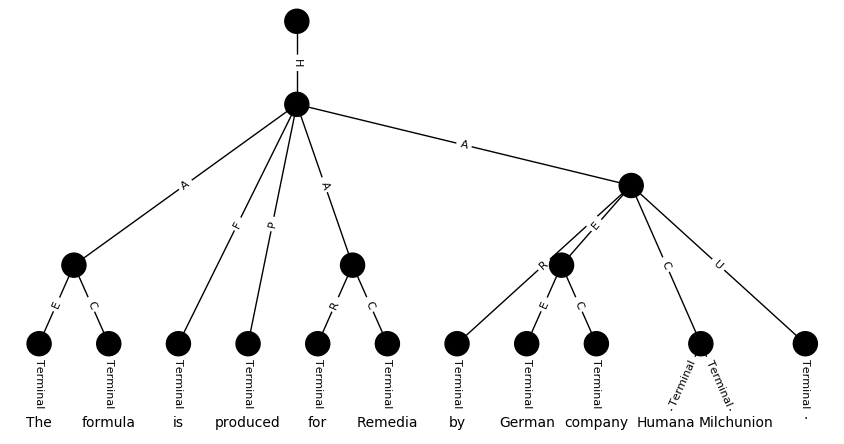 H
A
A
F
P
A
E
R
E
C
U
E
C
R
C
E
C
Terminal Terminal Terminal Terminal Terminal Terminal Terminal Terminal Terminal Terminal Terminal Terminal
The formula is produced for Remedia by German company Humana Milchunion .